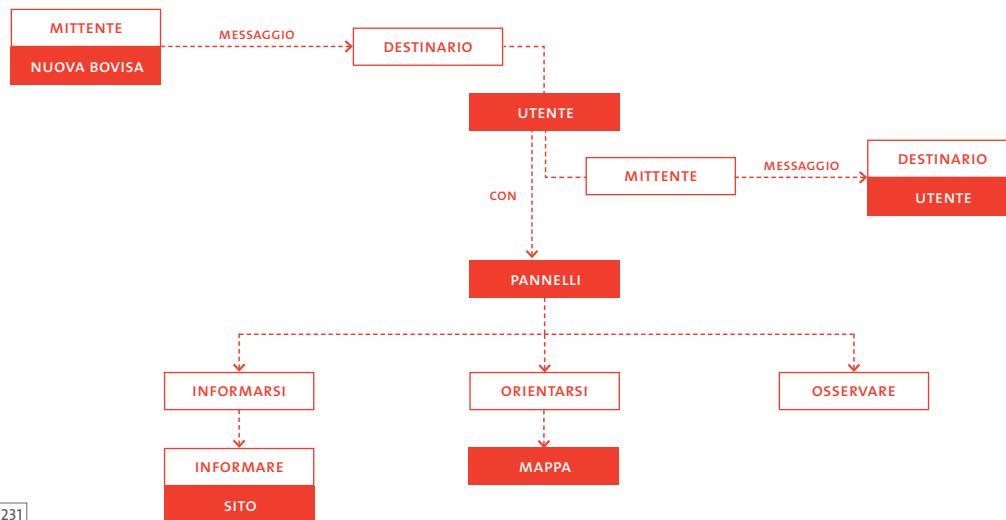 MITTENTE
NUOVA BOVISA
MESSAGGIO
DESTINARIO
UTENTE
MITTENTE
MESSAGGIO
DESTINARIO
UTENTE
CON
PANNELLI
INFORMARSI
ORIENTARSI
OSSERVARE
INFORMARE
SITO
MAPPA
231